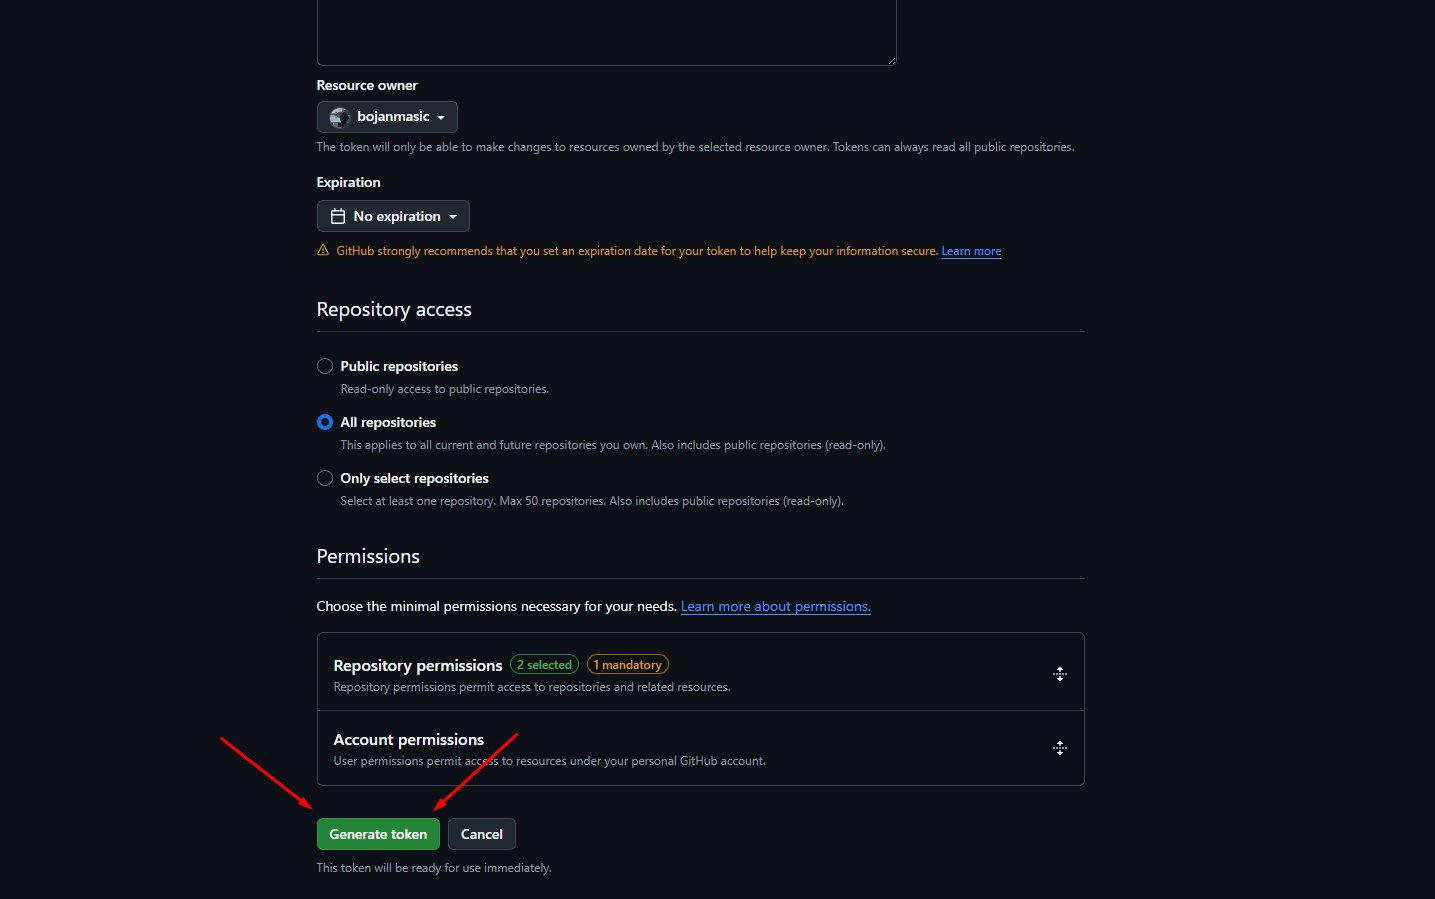 Resource owner
bojanmasic
The token will only be able to make changes to resources owned by the selected resource owner. Tokens can always read all public repositories.
Expiration
No expiration
GitHub strongly recommends that you set an expiration date for your token to help keep your information secure. Learn more
Repository access
Public repositories
Read-only access to public repositories.
All repositories
This applies to all current and future repositories you own. Also includes public repositories (read-only).
Only select repositories
Select at least one repository. Max 50 repositories. Also includes public repositories (read-only).
Permissions
Choose the minimal permissions necessary for your needs. Learn more about permissions.
Repository permissions 2 selected 1 mandatory
Repository permissions permit access to repositories and related resources.
Account permissions
User permissions permit access to resources under your personal GitHub account.
Generate token Cancel
This token will be ready for use immediately.